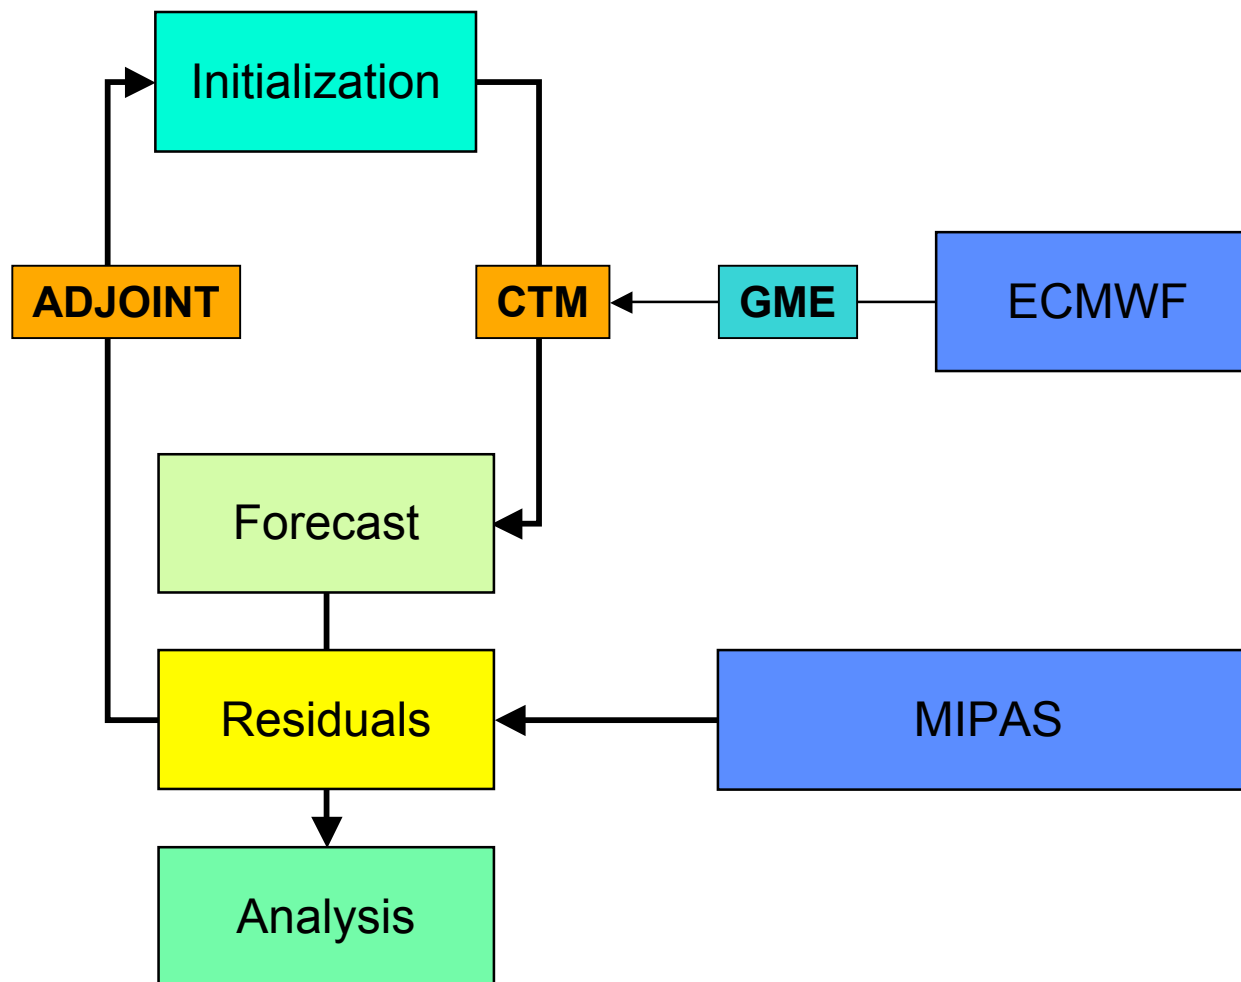 Initialization
ADJOINT
CTM
GME
ECMWF
Forecast
Residuals
MIPAS
Analysis